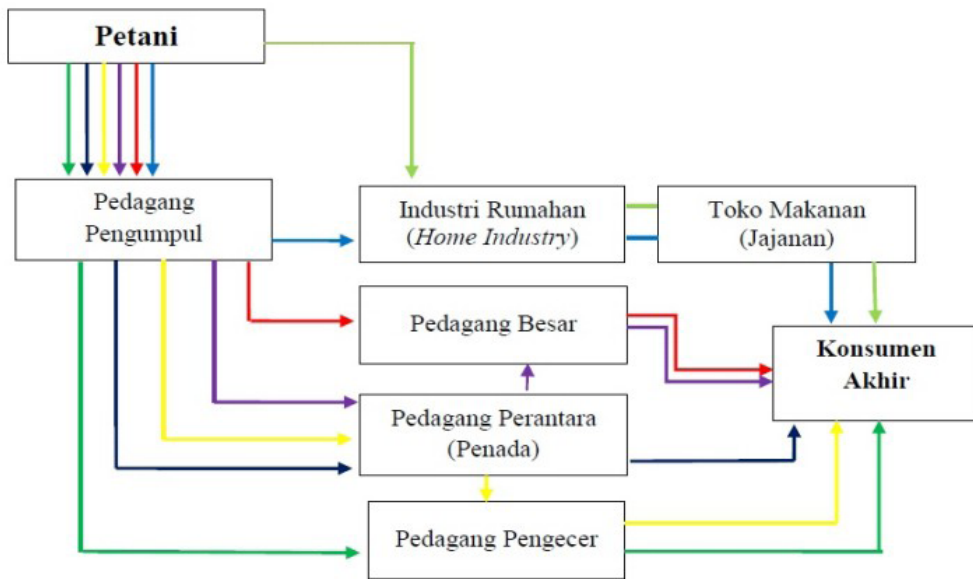 Petani
Pedagang
Pengumpul
Industri Rumahan
(Home Industry)
Toko Makanan
(Jajanan)
Pedagang Besar
Konsumen
Akhir
Pedagang Perantara
(Penada)
Pedagang Pengecer